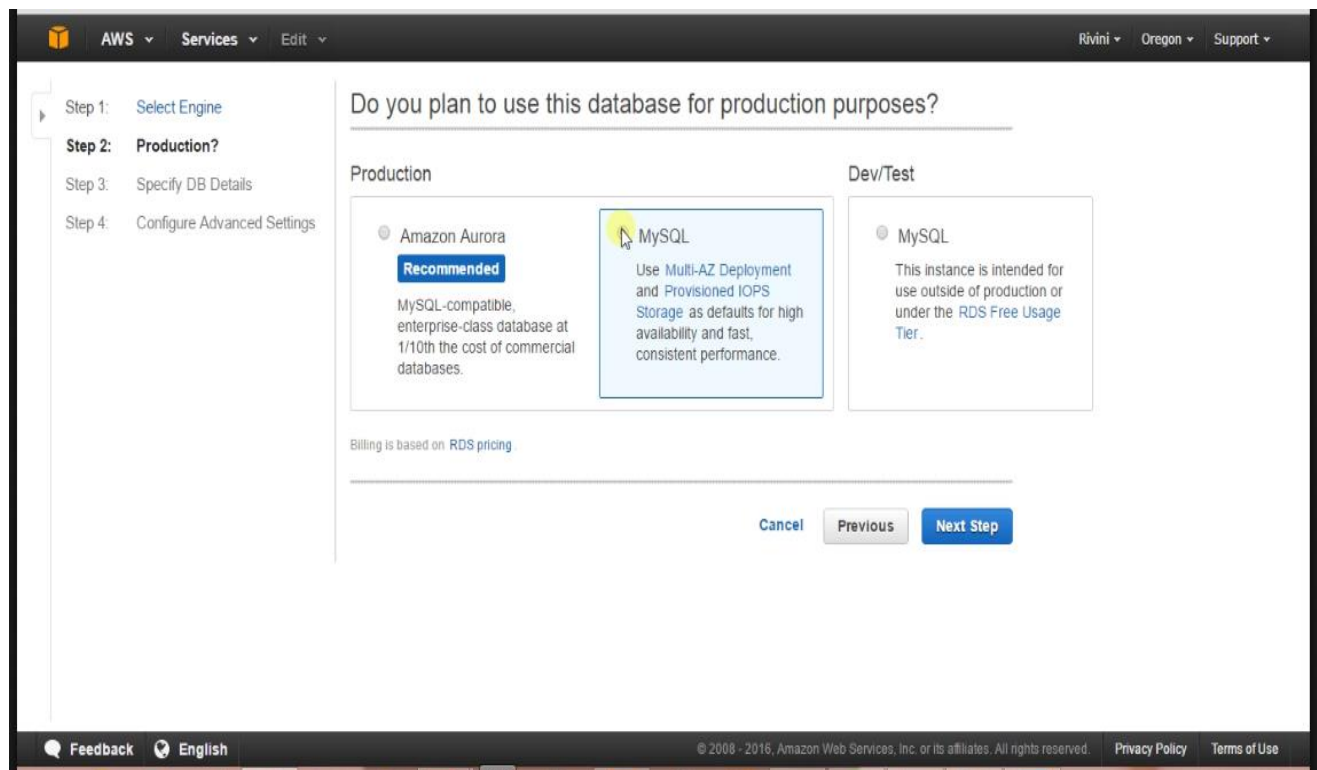 AWS Services Edit Rivini Oregon Support
Step 1: Select Engine
Step 2: Production?
Step 3: Specify DB Details
Step 4: Configure Advanced Settings
Do you plan to use this database for production purposes?
Production
Amazon Aurora
Recommended
MySQL-compatible,
enterprise-class database at
1/10th the cost of commercial
databases.
MySQL
Use Multi-AZ Deployment
and Provisioned IOPS
Storage as defaults for high
availability and fast,
consistent performance.
Dev/Test
MySQL
This instance is intended for
use outside of production or
under the RDS Free Usage
Tier.
Billing is based on RDS pricing
Cancel Previous Next Step
Feedback English © 2008 - 2016, Amazon Web Services, Inc. or its affiliates. All rights reserved. Privacy Policy Terms of Use